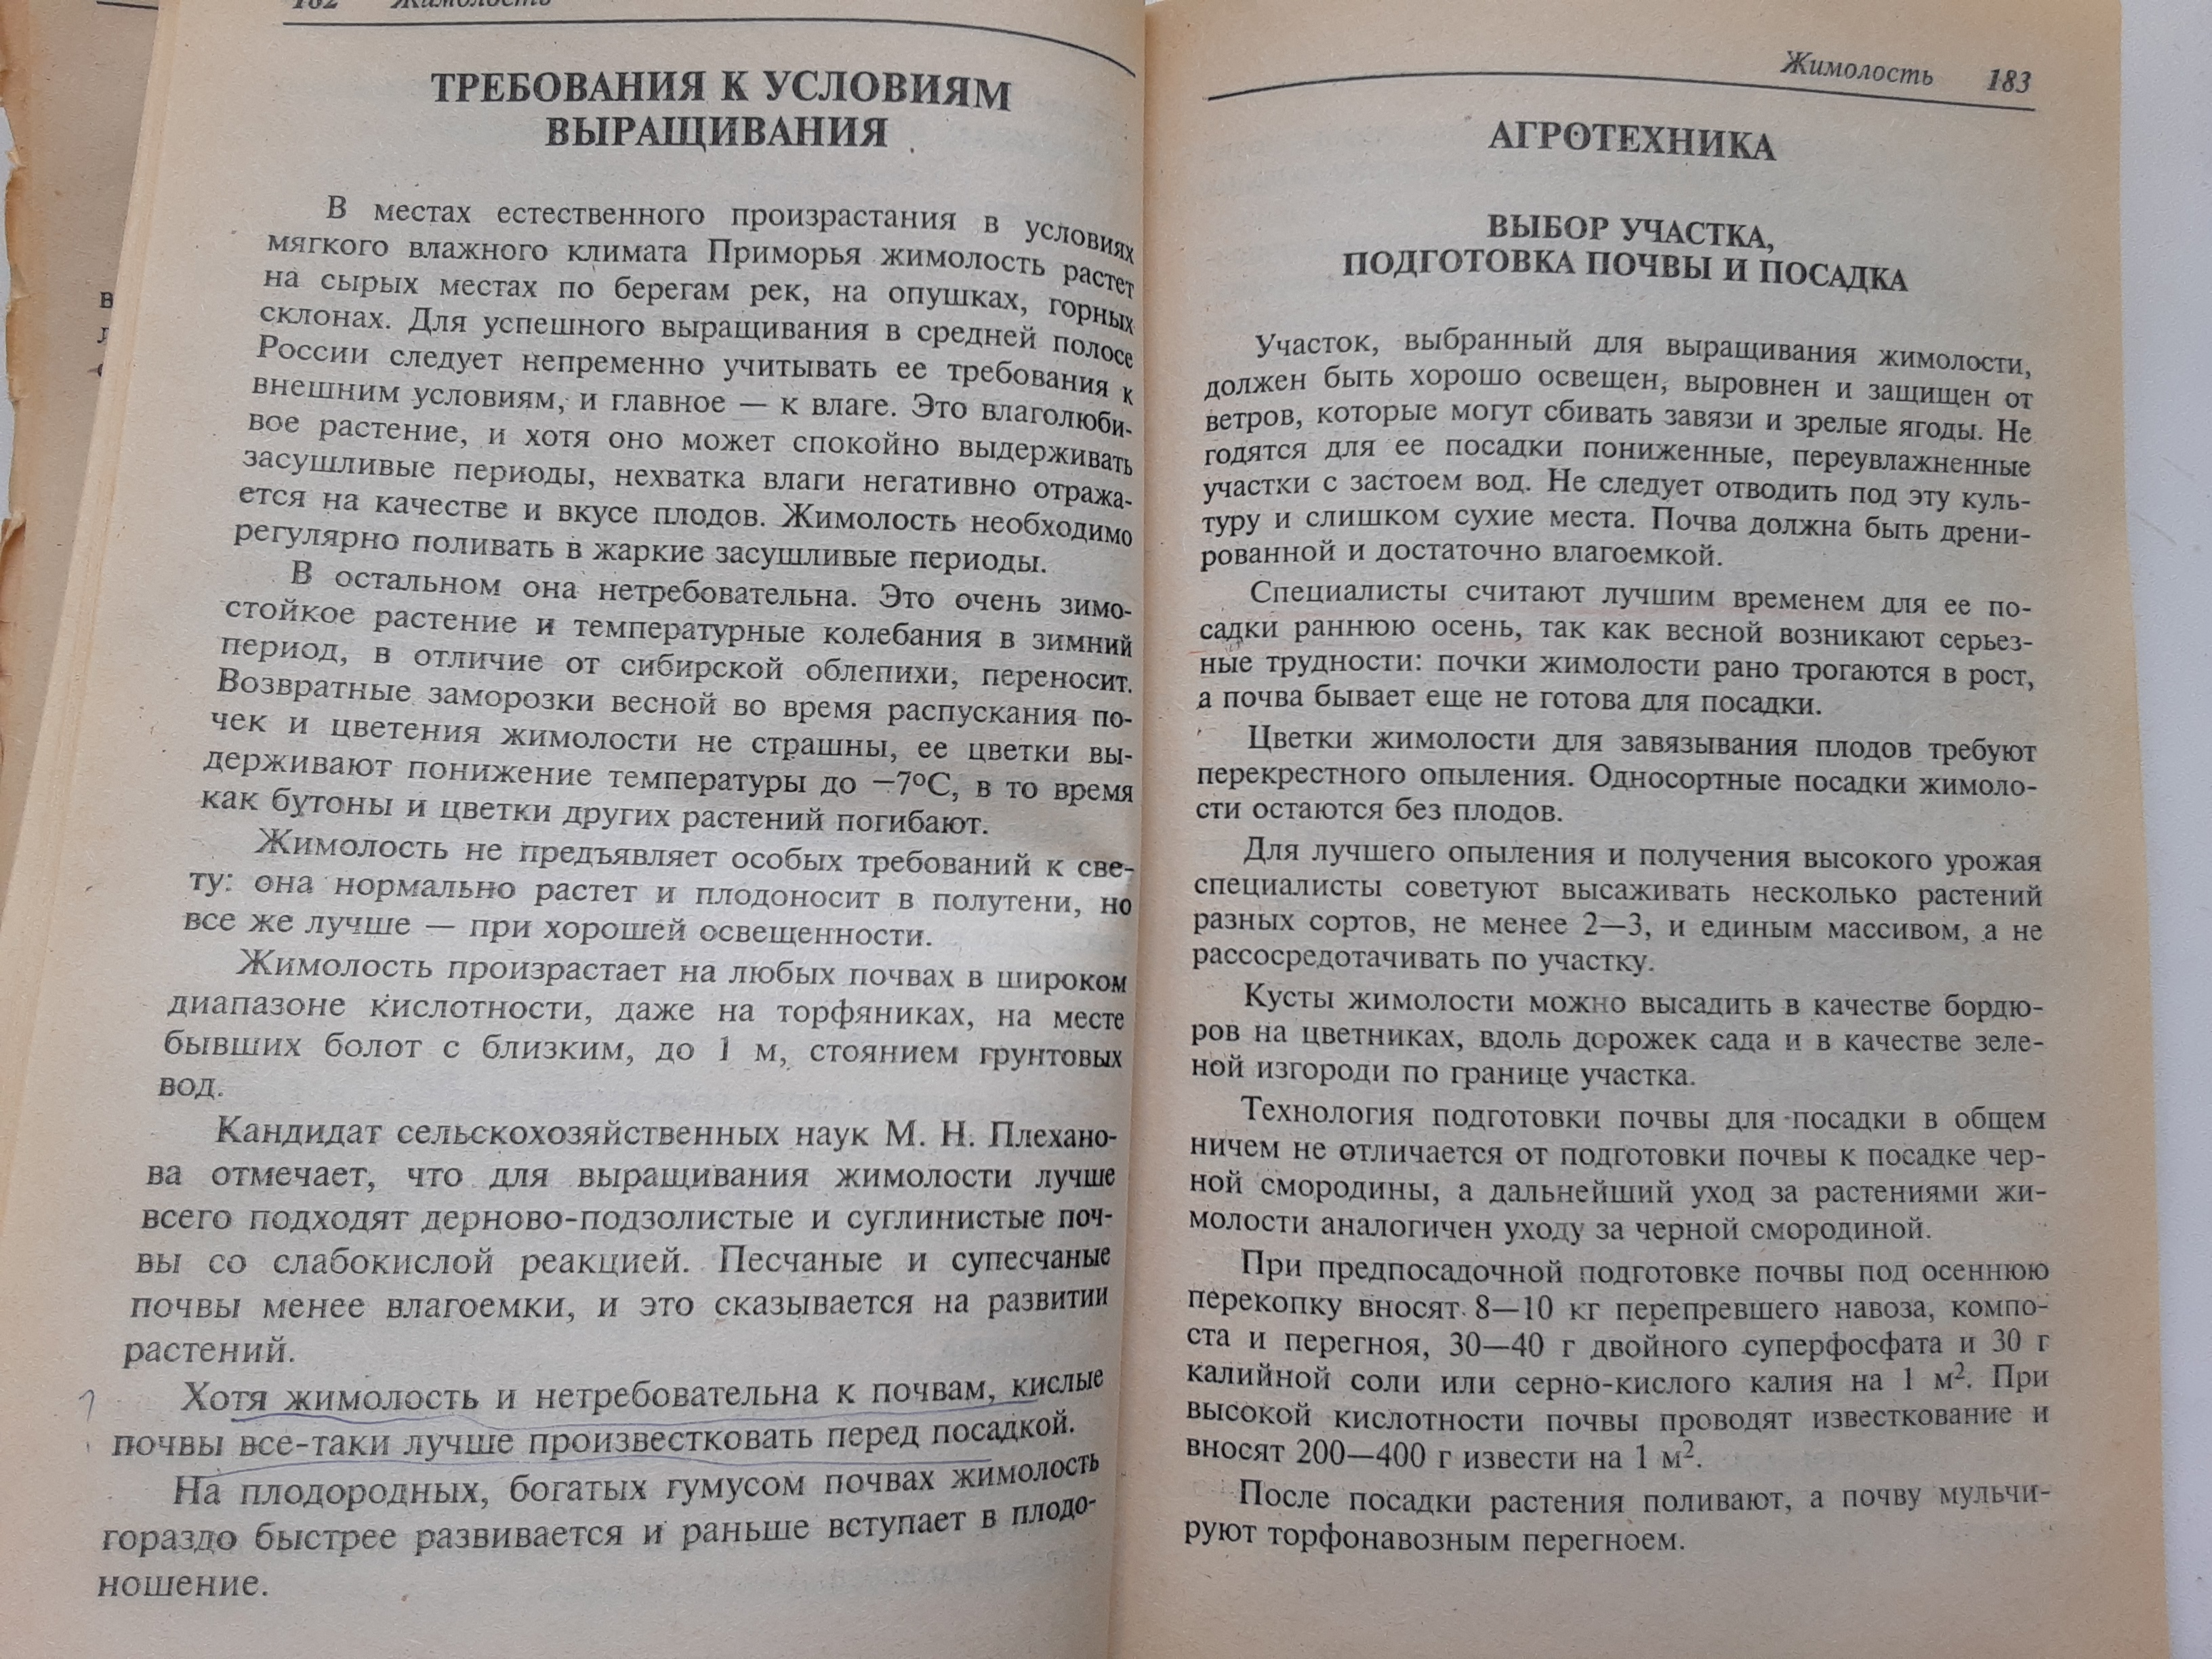 182 Жимолость
ТРЕБОВАНИЯ К УСЛОВИЯМ
ВЫРАЩИВАНИЯ
В местах естественного произрастания в условиях
мягкого влажного климата Приморья жимолость растет
на сырых местах по берегам рек, на опушках, горных
склонах. Для успешного выращивания в средней полосе
России следует непременно учитывать ее требования к
внешним условиям, и главное — к влаге. Это влаголюби-
вое растение, и хотя оно может спокойно выдерживать
засушливые периоды, нехватка влаги негативно отража-
ется на качестве и вкусе плодов. Жимолость необходимо
регулярно поливать в жаркие засушливые периоды.
В остальном она нетребовательна. Это очень зимо-
стойкое растение и температурные колебания в зимний
период, в отличие от сибирской облепихи, переносит.
Возвратные заморозки весной во время распускания по-
чек и цветения жимолости не страшны, ее цветки вы-
держивают понижение температуры до −7°С, в то время
как бутоны и цветки других растений погибают.
Жимолость не предъявляет особых требований к све-
ту: она нормально растет и плодоносит в полутени, но
все же лучше — при хорошей освещенности.
Жимолость произрастает на любых почвах в широком
диапазоне кислотности, даже на торфяниках, на месте
бывших болот с близким, до 1 м, стоянием грунтовых
вод.
Кандидат сельскохозяйственных наук М. Н. Плехано-
ва отмечает, что для выращивания жимолости лучше
всего подходят дерново-подзолистые и суглинистые поч-
вы со слабокислой реакцией. Песчаные и супесчаные
почвы менее влагоемки, и это сказывается на развитии
растений.
Хотя жимолость и нетребовательна к почвам, кислые
почвы все-таки лучше произвестковать перед посадкой.
На плодородных, богатых гумусом почвах жимолость
гораздо быстрее развивается и раньше вступает в плодо-
ношение.
Жимолость 183
АГРОТЕХНИКА
ВЫБОР УЧАСТКА,
ПОДГОТОВКА ПОЧВЫ И ПОСАДКА
Участок, выбранный для выращивания жимолости,
должен быть хорошо освещен, выровнен и защищен от
ветров, которые могут сбивать завязи и зрелые ягоды. Не
годятся для ее посадки пониженные, переувлажненные
участки с застоем вод. Не следует отводить под эту куль-
туру и слишком сухие места. Почва должна быть дрени-
рованной и достаточно влагоемкой.
Специалисты считают лучшим временем для ее по-
садки раннюю осень, так как весной возникают серьез-
ные трудности: почки жимолости рано трогаются в рост,
а почва бывает еще не готова для посадки.
Цветки жимолости для завязывания плодов требуют
перекрестного опыления. Односортные посадки жимоло-
сти остаются без плодов.
Для лучшего опыления и получения высокого урожая
специалисты советуют высаживать несколько растений
разных сортов, не менее 2—3, и единым массивом, а не
рассосредотачивать по участку.
Кусты жимолости можно высадить в качестве бордю-
ров на цветниках, вдоль дорожек сада и в качестве зеле-
ной изгороди по границе участка.
Технология подготовки почвы для посадки в общем
ничем не отличается от подготовки почвы к посадке чер-
ной смородины, а дальнейший уход за растениями жи-
молости аналогичен уходу за черной смородиной.
При предпосадочной подготовке почвы под осеннюю
перекопку вносят 8—10 кг перепревшего навоза, компо-
ста и перегноя, 30—40 г двойного суперфосфата и 30 г
калийной соли или серно-кислого калия на 1 м². При
высокой кислотности почвы проводят известкование и
вносят 200—400 г извести на 1 м².
После посадки растения поливают, а почву мульчи-
руют торфонавозным перегноем.